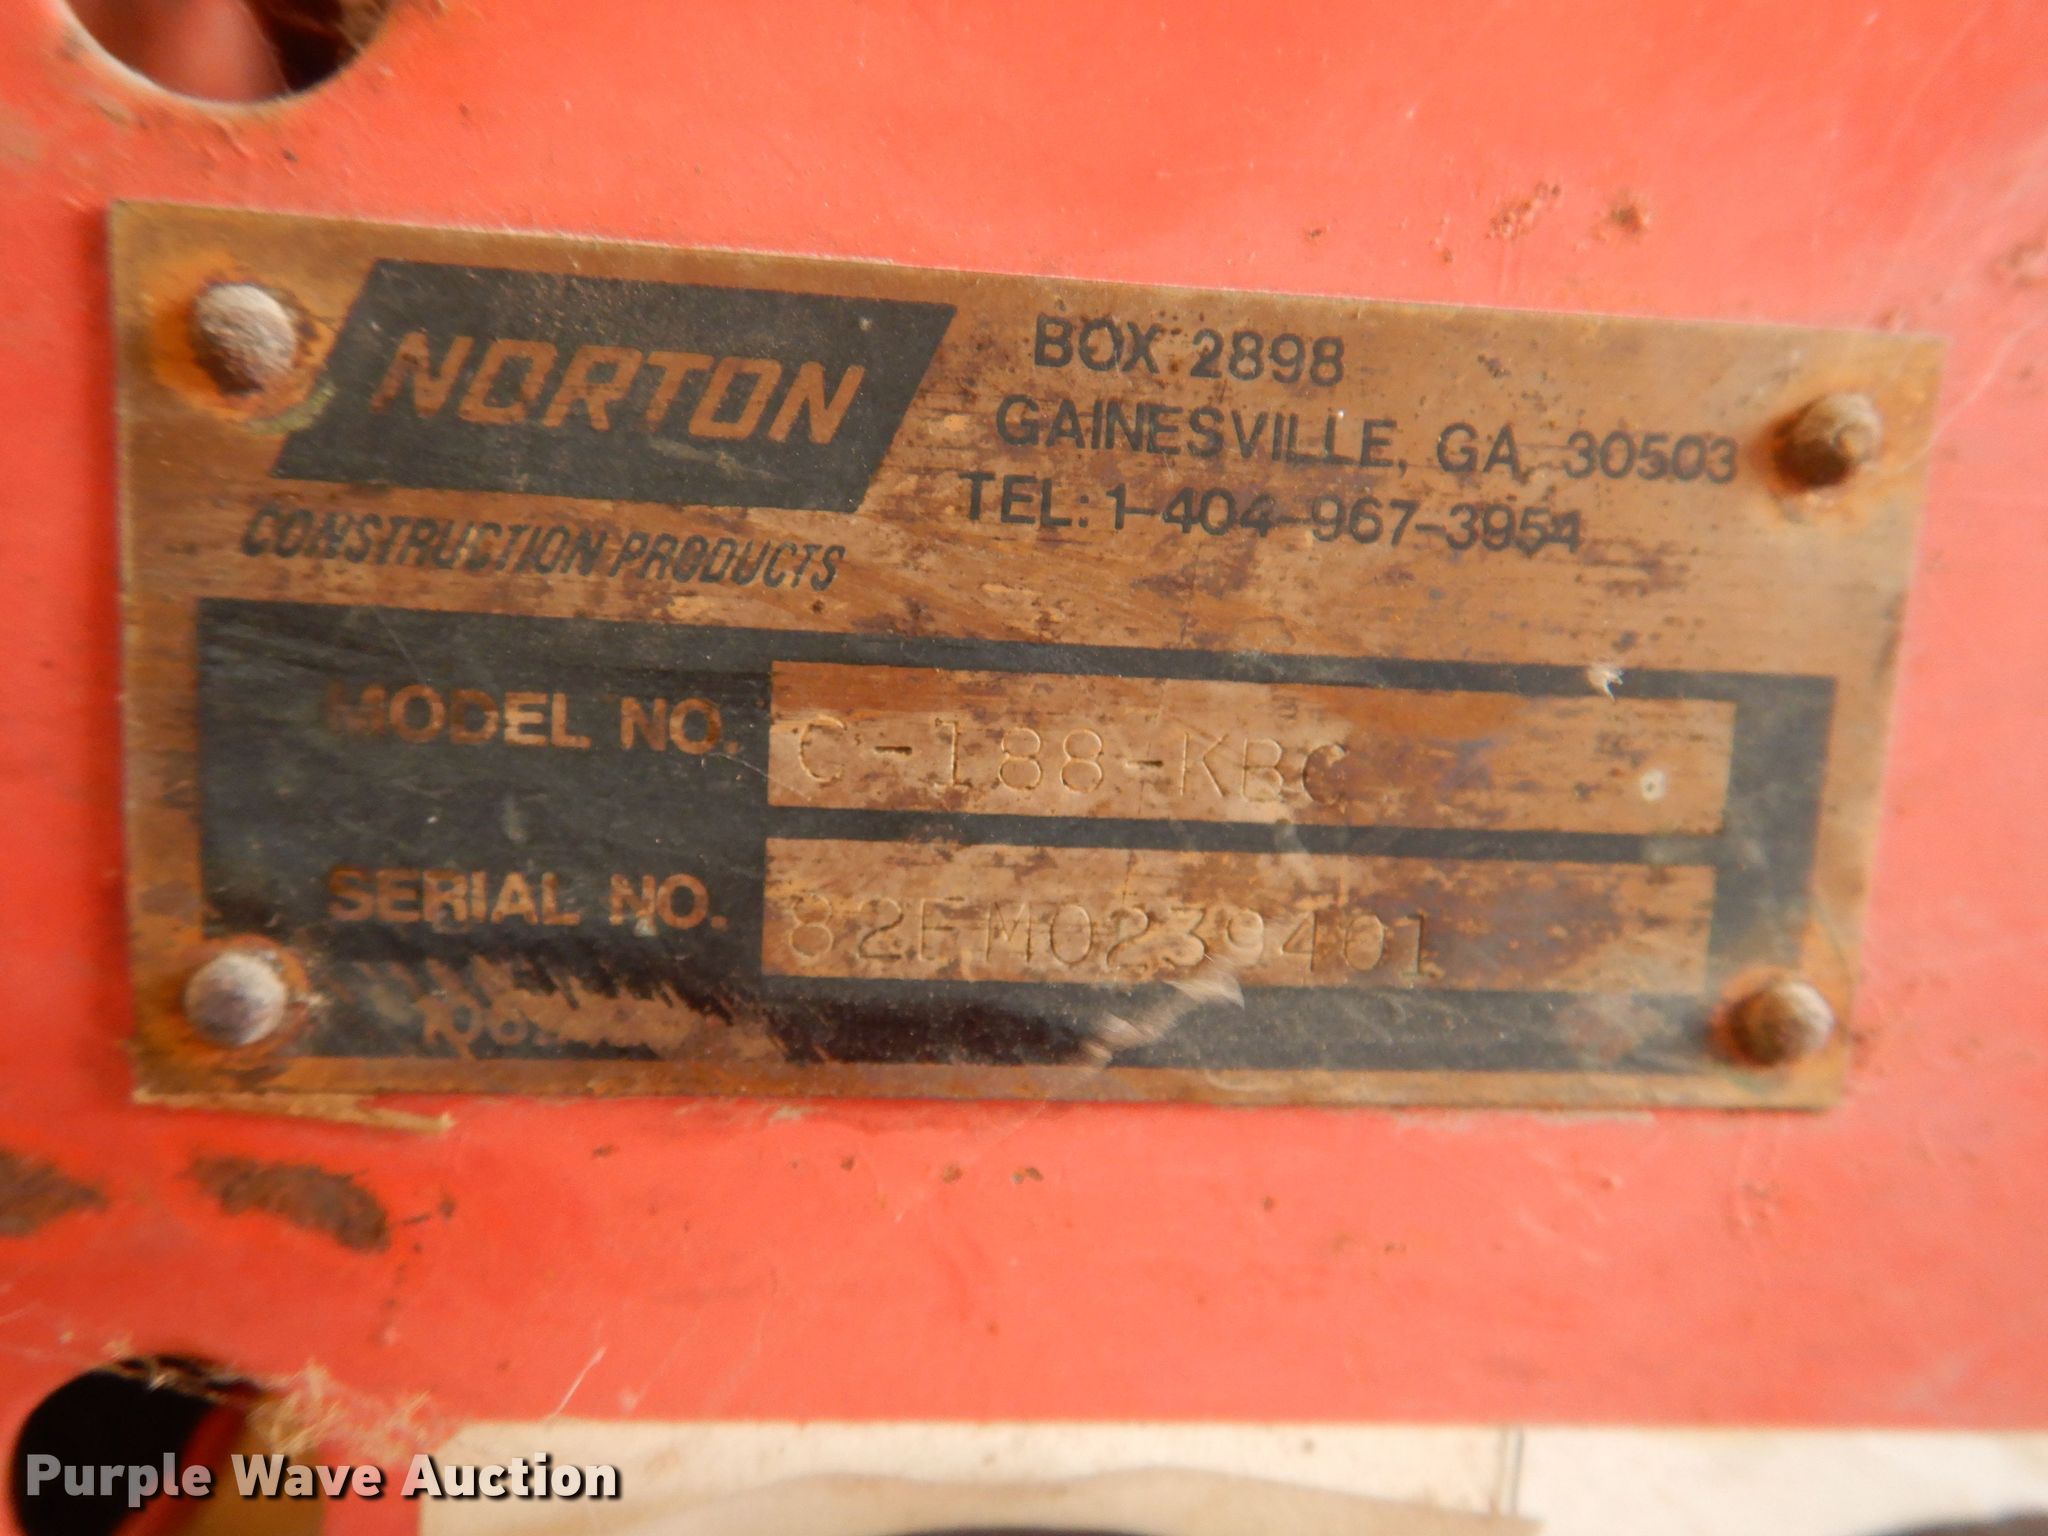 NORTON
CONSTRUCTION PRODUCTS
BOX 2898
GAINESVILLE, GA. 30503
TEL: 1-404-967-3954
MODEL NO. C-188-KBC
SERIAL NO. 82FM0239401
Purple Wave Auction